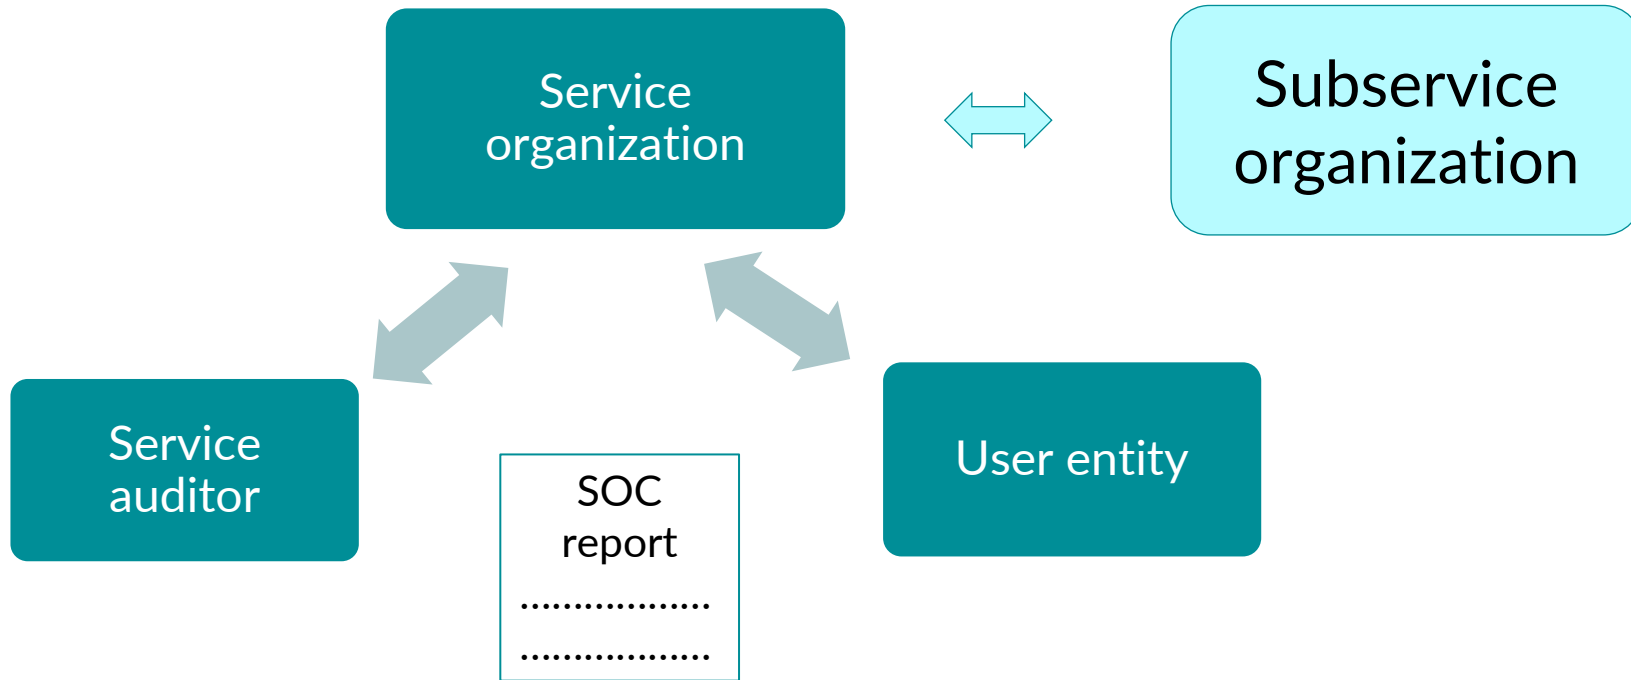 Service
organization
Subservice
organization
Service
auditor
SOC
report
..................
..................
User entity